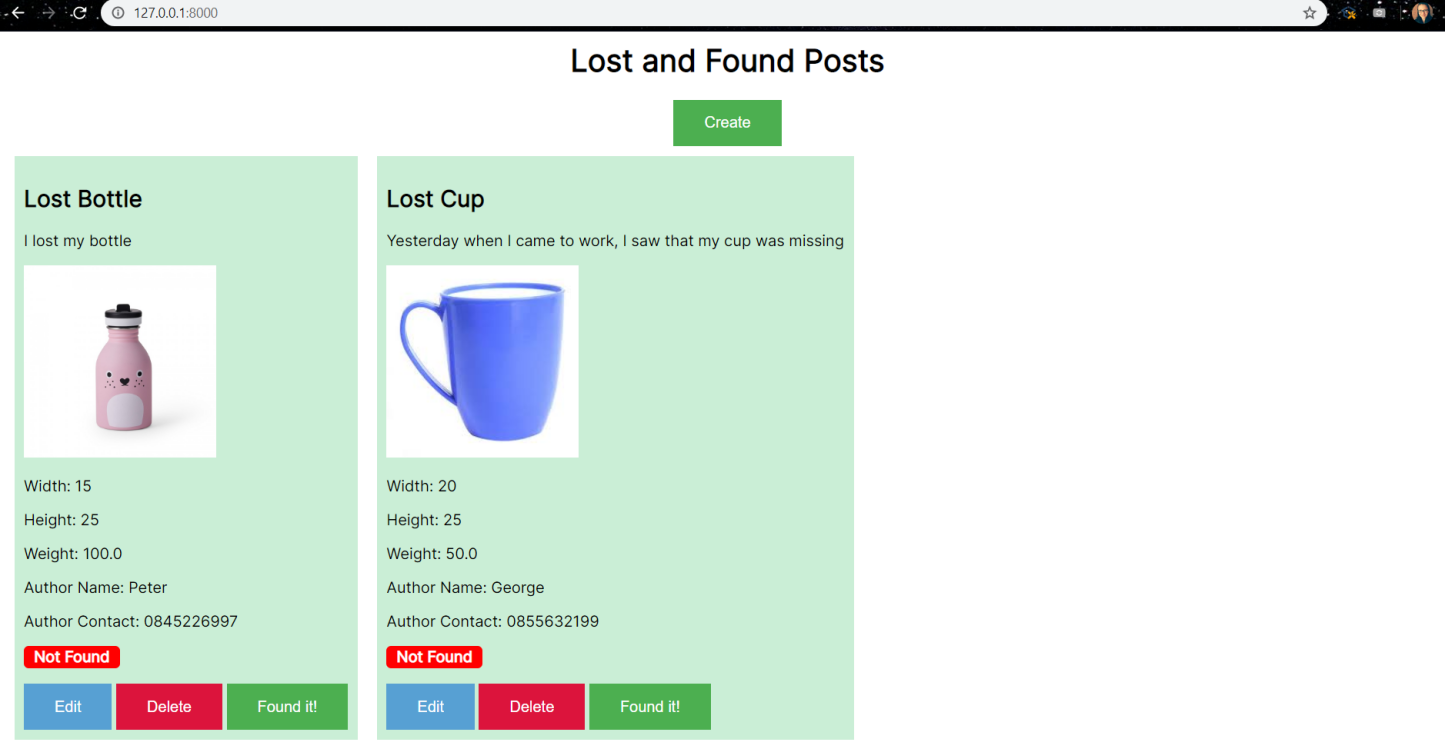 127.0.0.1:8000
Lost and Found Posts
Create
Lost Bottle
I lost my bottle
Width: 15
Height: 25
Weight: 100.0
Author Name: Peter
Author Contact: 0845226997
Not Found
Edit Delete Found it!
Lost Cup
Yesterday when I came to work, I saw that my cup was missing
Width: 20
Height: 25
Weight: 50.0
Author Name: George
Author Contact: 0855632199
Not Found
Edit Delete Found it!